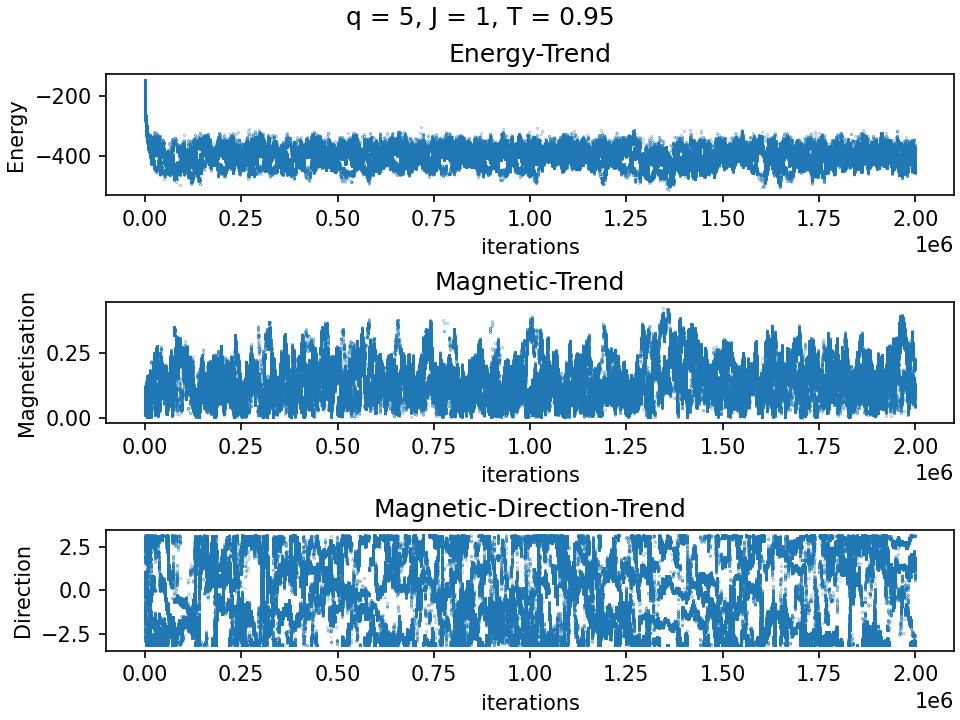 q = 5, J = 1, T = 0.95
Energy-Trend
Energy
−200
−400
0.00 0.25 0.50 0.75 1.00 1.25 1.50 1.75 2.00
iterations
1e6
Magnetic-Trend
Magnetisation
0.25
0.00
0.00 0.25 0.50 0.75 1.00 1.25 1.50 1.75 2.00
iterations
1e6
Magnetic-Direction-Trend
Direction
2.5
0.0
−2.5
0.00 0.25 0.50 0.75 1.00 1.25 1.50 1.75 2.00
iterations
1e6